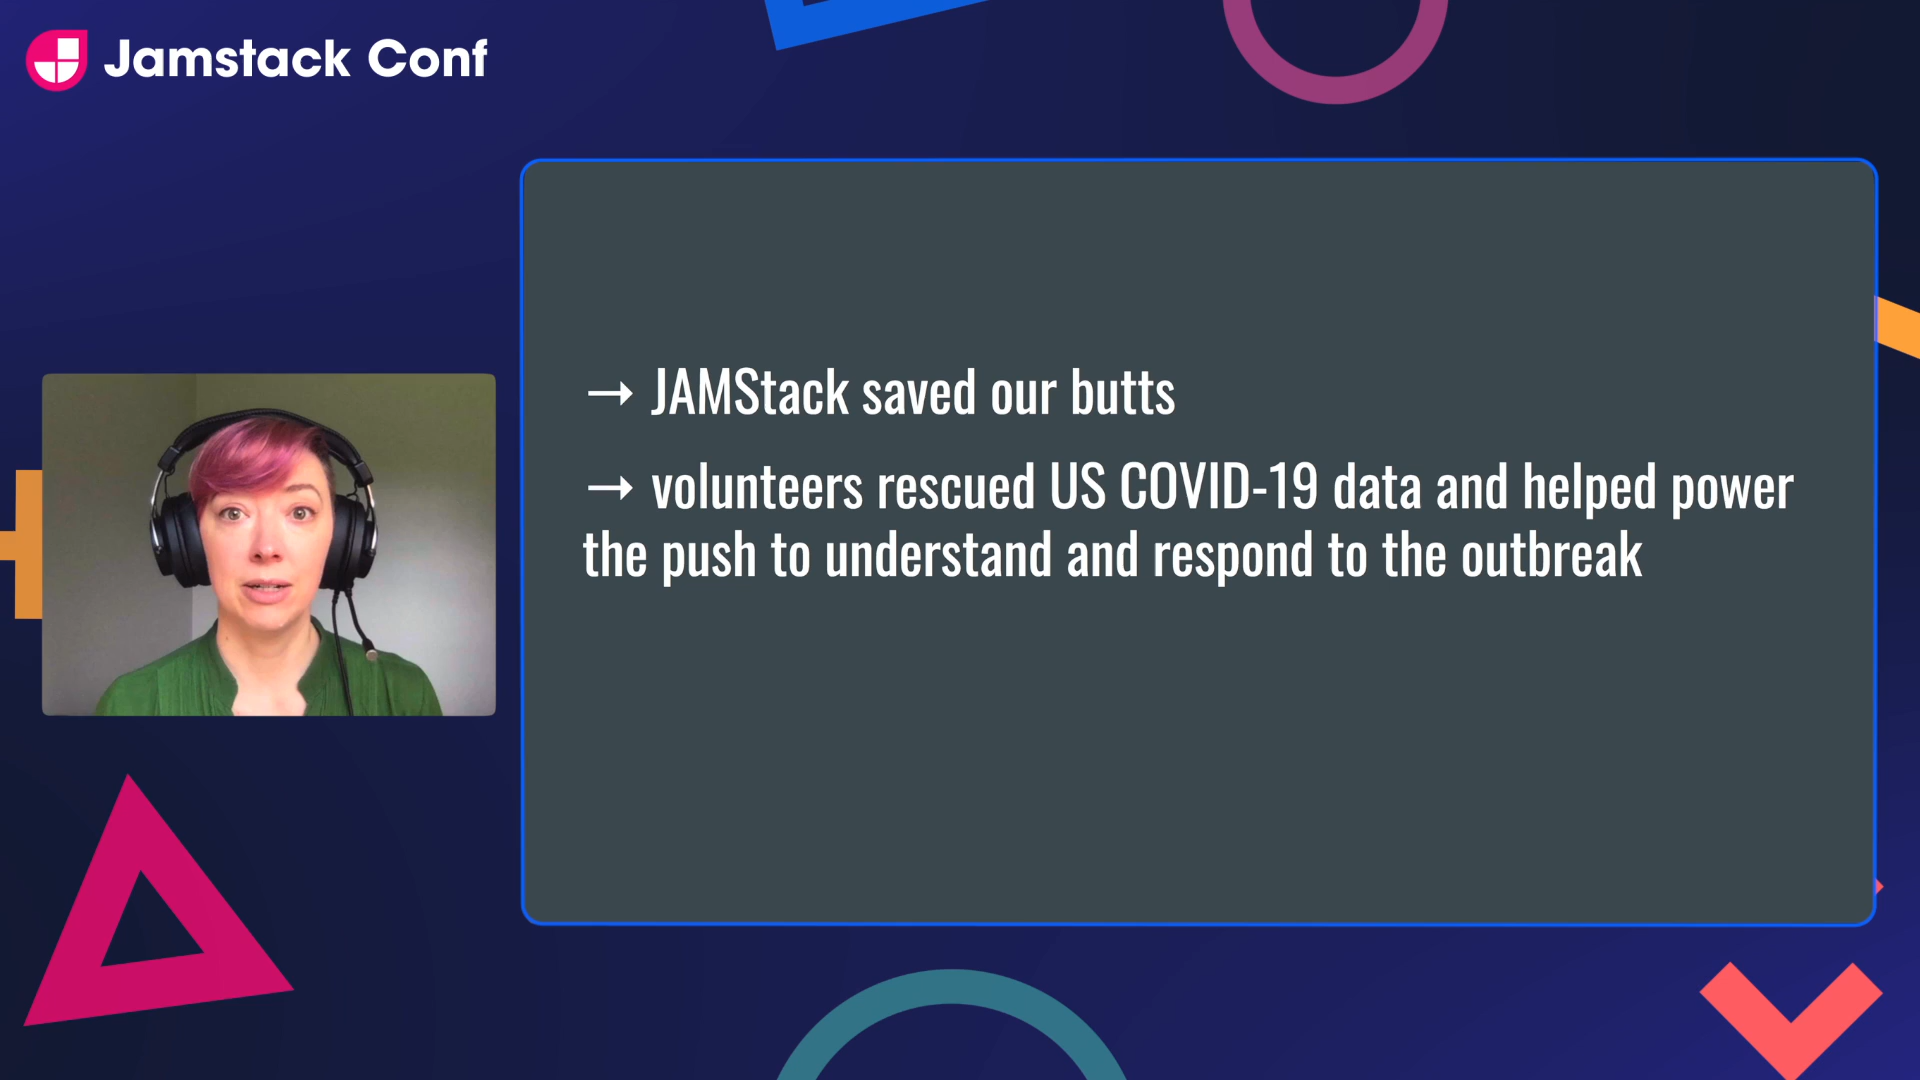 Jamstack Conf
→ JAMStack saved our butts
→ volunteers rescued US COVID-19 data and helped power
the push to understand and respond to the outbreak